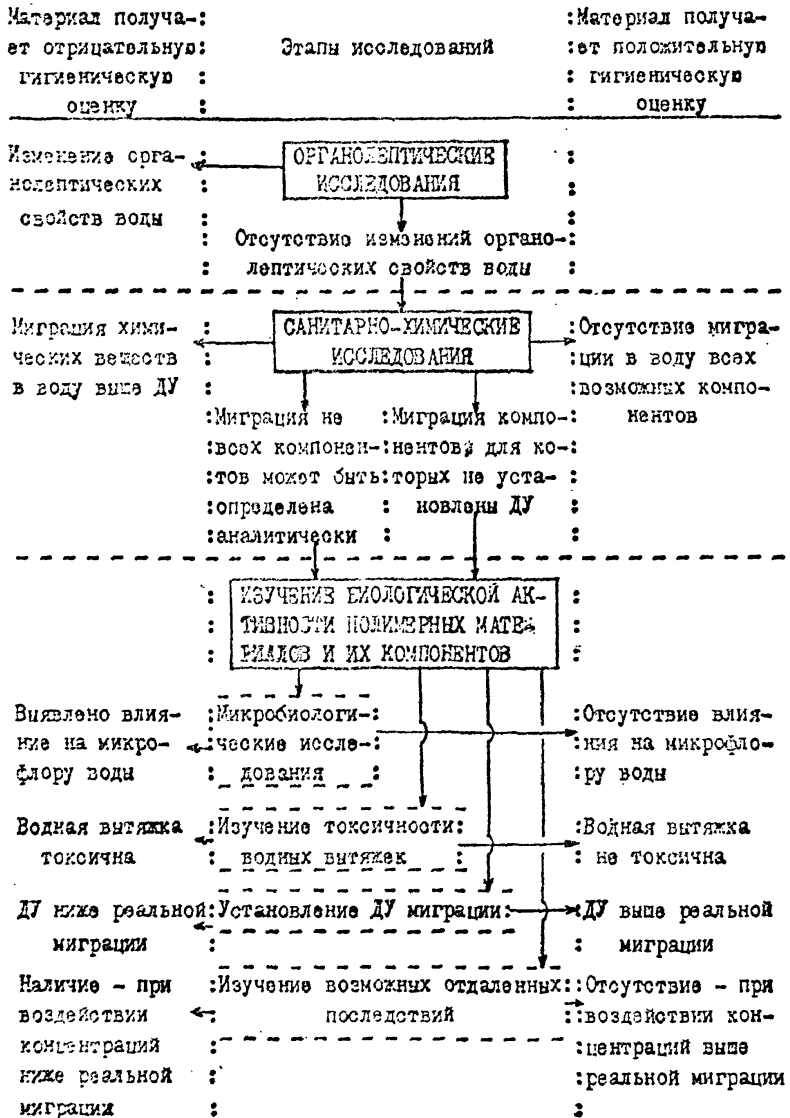 Материал получа- Этапы исследований Материал получа-
ет отрицательную ет положительную
гигиеническую гигиеническую
оценку оценку
Изменение орга-
нолептических
свойств воды
ОРГАНОЛЕПТИЧЕСКИЕ
ИССЛЕДОВАНИЯ
Отсутствие изменений органо-
лептических свойств воды
Миграция хими-
ческих веществ
в воду выше ДУ
САНИТАРНО-ХИМИЧЕСКИЕ
ИССЛЕДОВАНИЯ
Отсутствие мигра-
ции в воду всех
возможных компо-
нентов
Миграция не
всех компонен-
тов может быть
определена
аналитически
Миграция компо-
нентов, для ко-
торых не уста-
новлены ДУ
ИЗУЧЕНИЕ БИОЛОГИЧЕСКОЙ АК-
ТИВНОСТИ ПОЛИМЕРНЫХ МАТЕ-
РИАЛОВ И ИХ КОМПОНЕНТОВ
Выявлено влия-
ние на микро-
флору воды
Микробиологи-
ческие иссле-
дования
Отсутствие влия-
ния на микрофло-
ру воды
Водная вытяжка
токсична
Изучение токсичности
водных вытяжек
Водная вытяжка
не токсична
ДУ ниже реальной
миграции
Установление ДУ миграции
ДУ выше реальной
миграции
Наличие - при
воздействии
концентраций
ниже реальной
миграции
Изучение возможных отдаленных
последствий
Отсутствие - при
воздействии кон-
центраций выше
реальной миграции